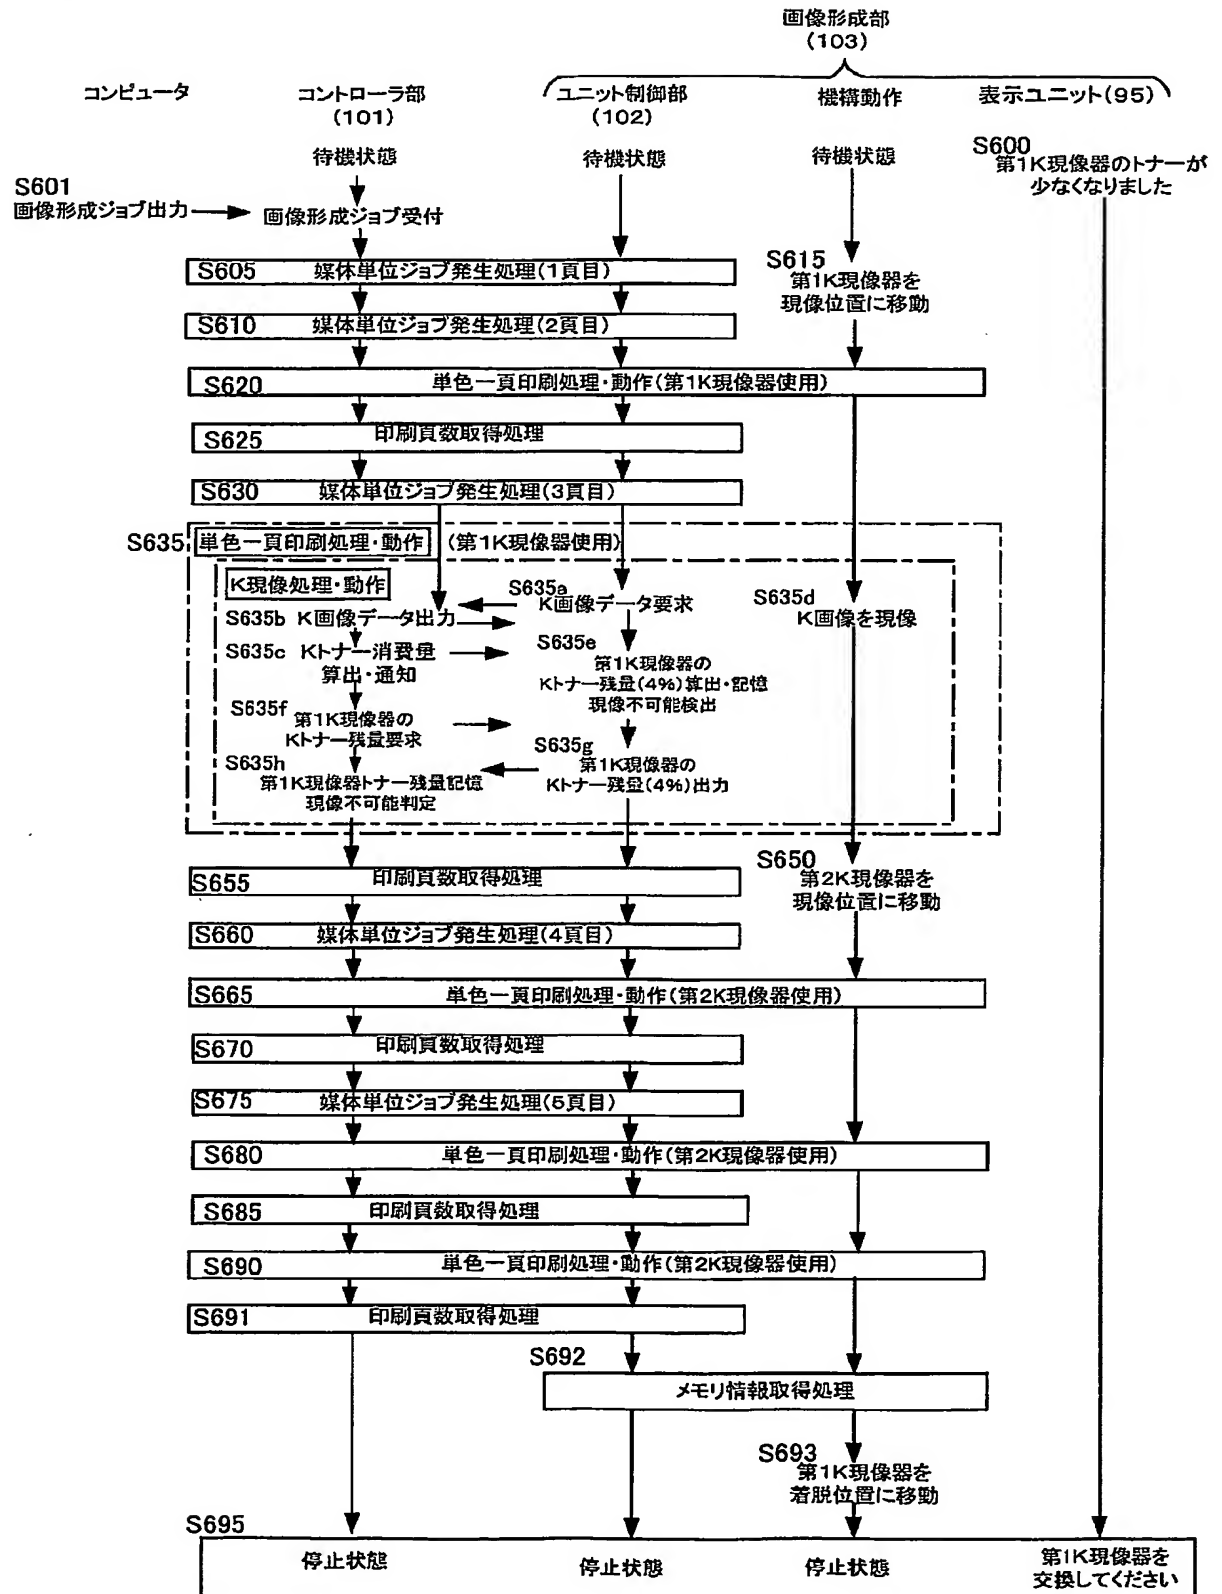 画像形成部
(103)
コンピュータ
コントローラ部
(101)
ユニット制御部
(102)
機構動作
表示ユニット(95)
待機状態
待機状態
待機状態
S600
第1K現像器のトナーが
少なくなりました
S601
画像形成ジョブ出力
画像形成ジョブ受付
S605 媒体単位ジョブ発生処理(1頁目)
S615
第1K現像器を
現像位置に移動
S610 媒体単位ジョブ発生処理(2頁目)
S620 単色一頁印刷処理・動作(第1K現像器使用)
S625 印刷頁数取得処理
S630 媒体単位ジョブ発生処理(3頁目)
S635 単色一頁印刷処理・動作 (第1K現像器使用)
K現像処理・動作
S635a
K画像データ要求
S635b K画像データ出力
S635d
K画像を現像
S635c Kトナー消費量
算出・通知
S635e
第1K現像器の
Kトナー残量(4%)算出・記憶
現像不可能検出
S635f
第1K現像器の
Kトナー残量要求
S635g
第1K現像器の
Kトナー残量(4%)出力
S635h
第1K現像器トナー残量記憶
現像不可能判定
S650
第2K現像器を
現像位置に移動
S655 印刷頁数取得処理
S660 媒体単位ジョブ発生処理(4頁目)
S665 単色一頁印刷処理・動作(第2K現像器使用)
S670 印刷頁数取得処理
S675 媒体単位ジョブ発生処理(5頁目)
S680 単色一頁印刷処理・動作(第2K現像器使用)
S685 印刷頁数取得処理
S690 単色一頁印刷処理・動作(第2K現像器使用)
S691 印刷頁数取得処理
S692
メモリ情報取得処理
S693
第1K現像器を
着脱位置に移動
S695
停止状態
停止状態
停止状態
第1K現像器を
交換してください